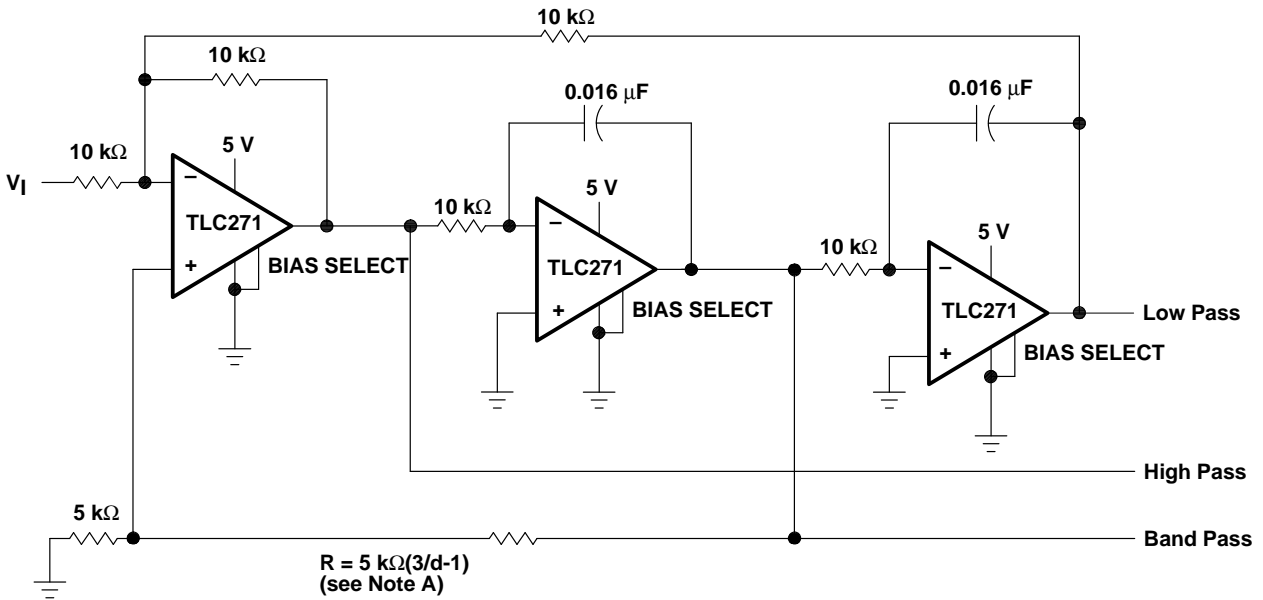 10 kΩ
10 kΩ
0.016 µF
0.016 µF
10 kΩ
5 V
VI
–
TLC271
+
BIAS SELECT
10 kΩ
5 V
–
TLC271
+
BIAS SELECT
10 kΩ
5 V
–
TLC271
+
BIAS SELECT
Low Pass
High Pass
5 kΩ
Band Pass
R = 5 kΩ(3/d-1)
(see Note A)